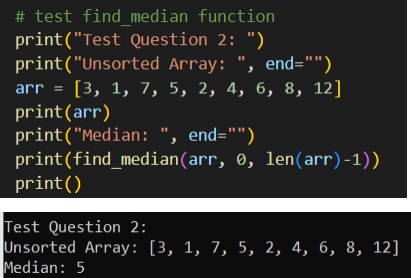 # test find_median function
print("Test Question 2: ")
print("Unsorted Array: ", end="")
arr = [3, 1, 7, 5, 2, 4, 6, 8, 12]
print(arr)
print("Median: ", end="")
print(find_median(arr, 0, len(arr)-1))
print()
Test Question 2:
Unsorted Array: [3, 1, 7, 5, 2, 4, 6, 8, 12]
Median: 5